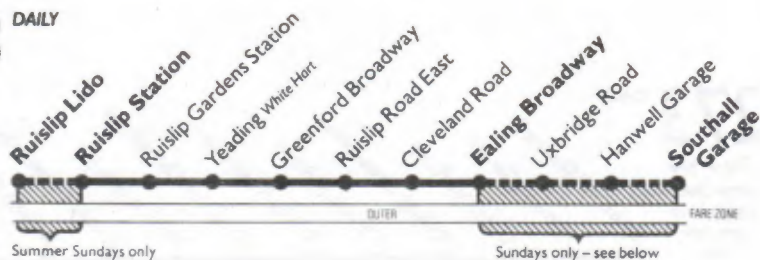 DAILY
Ruislip Lido
Ruislip Station
Ruislip Gardens Station
Yeading White Hart
Greenford Broadway
Ruislip Road East
Cleveland Road
Ealing Broadway
Uxbridge Road
Hanwell Garage
Southall
Garage
OUTER
FARE ZONE
Summer Sundays only
Sundays only – see below